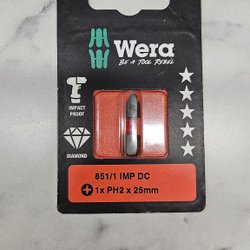 Wera
BE A TOOL REBEL
IMPACT
PROOF
DIAMOND
851/1 IMP DC
1x PH2 x 25mm